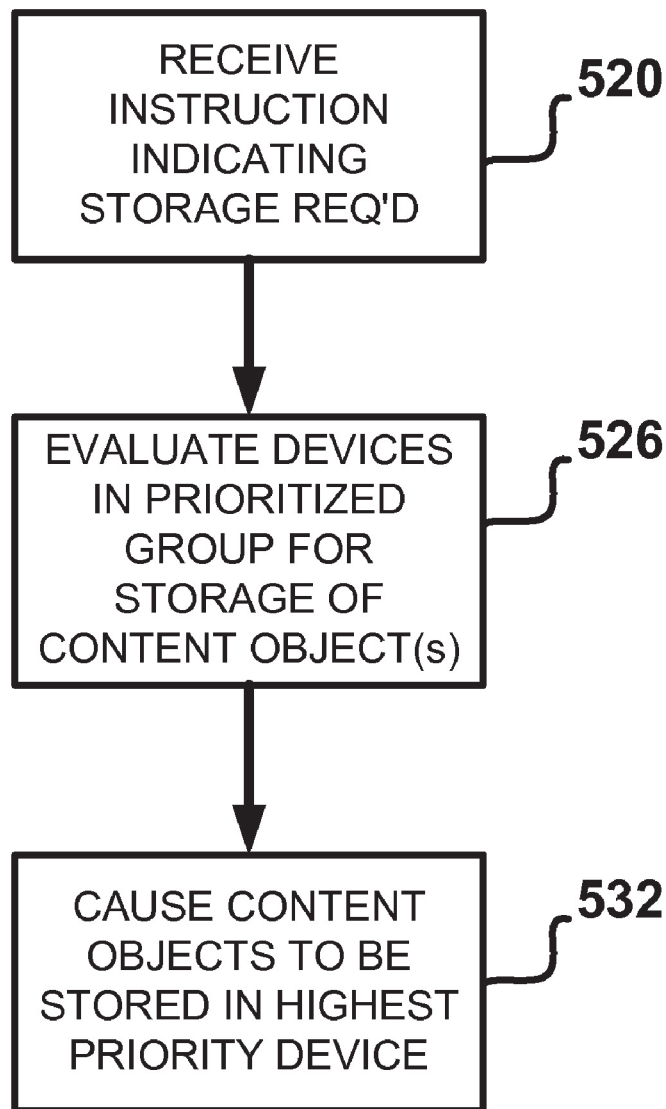 RECEIVE
INSTRUCTION
INDICATING
STORAGE REQ'D
520
EVALUATE DEVICES
IN PRIORITIZED
GROUP FOR
STORAGE OF
CONTENT OBJECT(s)
526
CAUSE CONTENT
OBJECTS TO BE
STORED IN HIGHEST
PRIORITY DEVICE
532